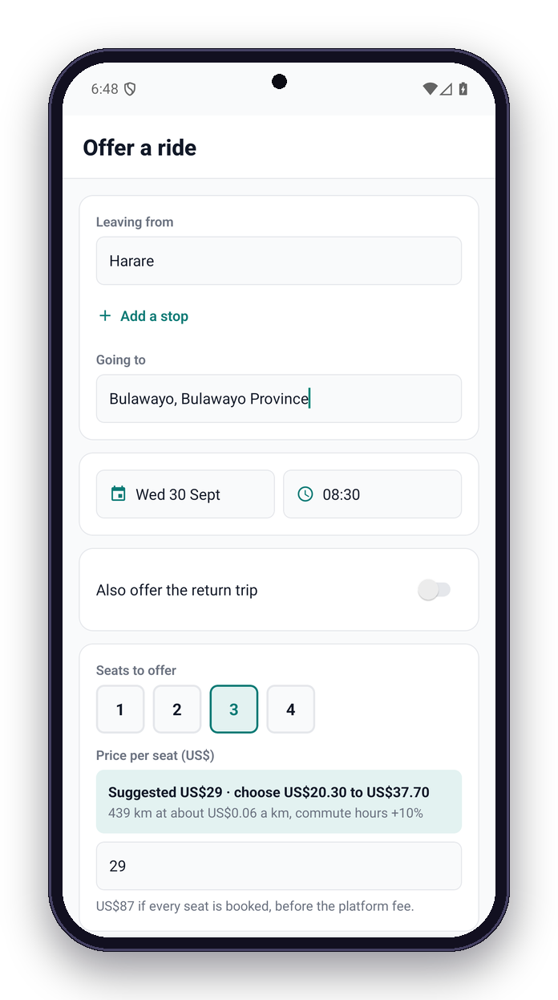 6:48
Offer a ride
Leaving from
Harare
+ Add a stop
Going to
Bulawayo, Bulawayo Province
Wed 30 Sept
08:30
Also offer the return trip
Seats to offer
1 2 3 4
Price per seat (US$)
Suggested US$29 · choose US$20.30 to US$37.70
439 km at about US$0.06 a km, commute hours +10%
29
US$87 if every seat is booked, before the platform fee.